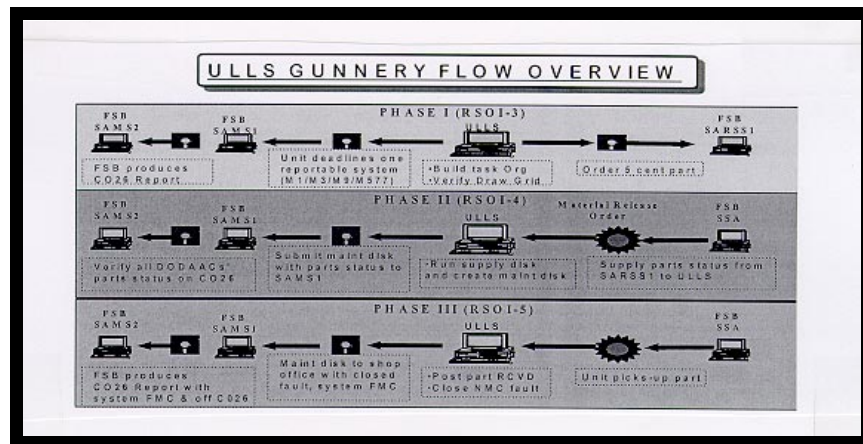 ULLS GUNNERY FLOW OVERVIEW
PHASE I (RSOI-3)
FSB
SAMS2
FSB
SAMS1
ULLS
FSB
SARSS1
FSB produces
CO26 Report
Unit deadlines one
reportable system
(M1/M3/M9/M577)
•Build task Org
•Verify Draw Grid
Order 5 cent part
PHASE II (RSOI-4)
FSB
SAMS2
FSB
SAMS1
ULLS
Material Release
Order
FSB
SSA
Verify all DODAACs'
parts status on CO26
Submit maint disk
with parts status to
SAMS1
•Run supply disk
and create maint disk
Supply parts status from
SARSS1 to ULLS
PHASE III (RSOI-5)
FSB
SAMS2
FSB
SAMS1
ULLS
FSB
SSA
FSB produces
CO26 Report with
system FMC & off C026
Maint disk to shop
office with closed
fault, system FMC
•Post part RCVD
•Close NMC fault
Unit picks-up part